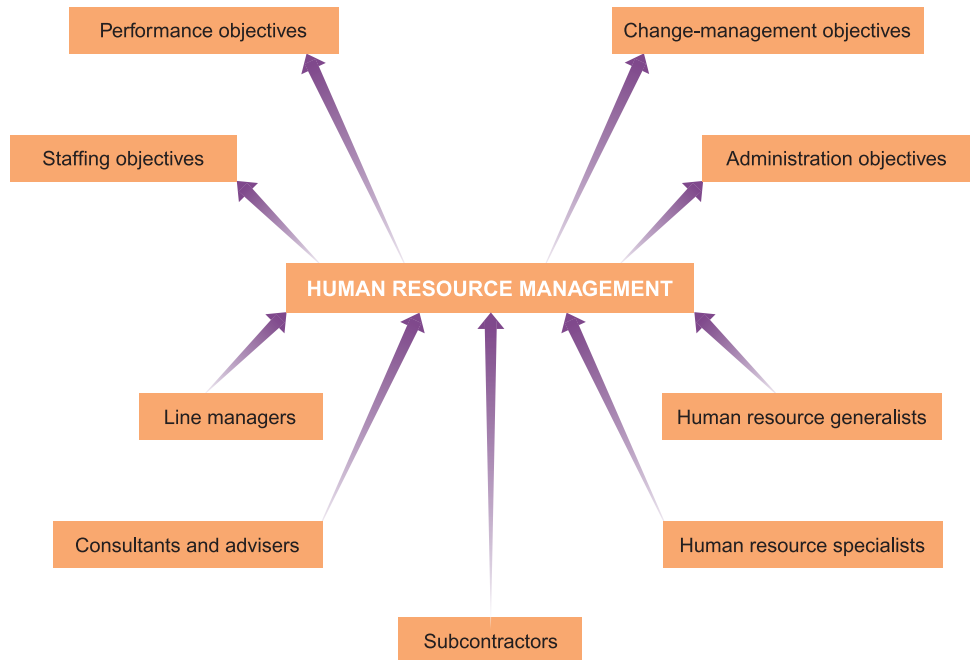 Performance objectives
Change-management objectives
Staffing objectives
Administration objectives
HUMAN RESOURCE MANAGEMENT
Line managers
Human resource generalists
Consultants and advisers
Human resource specialists
Subcontractors